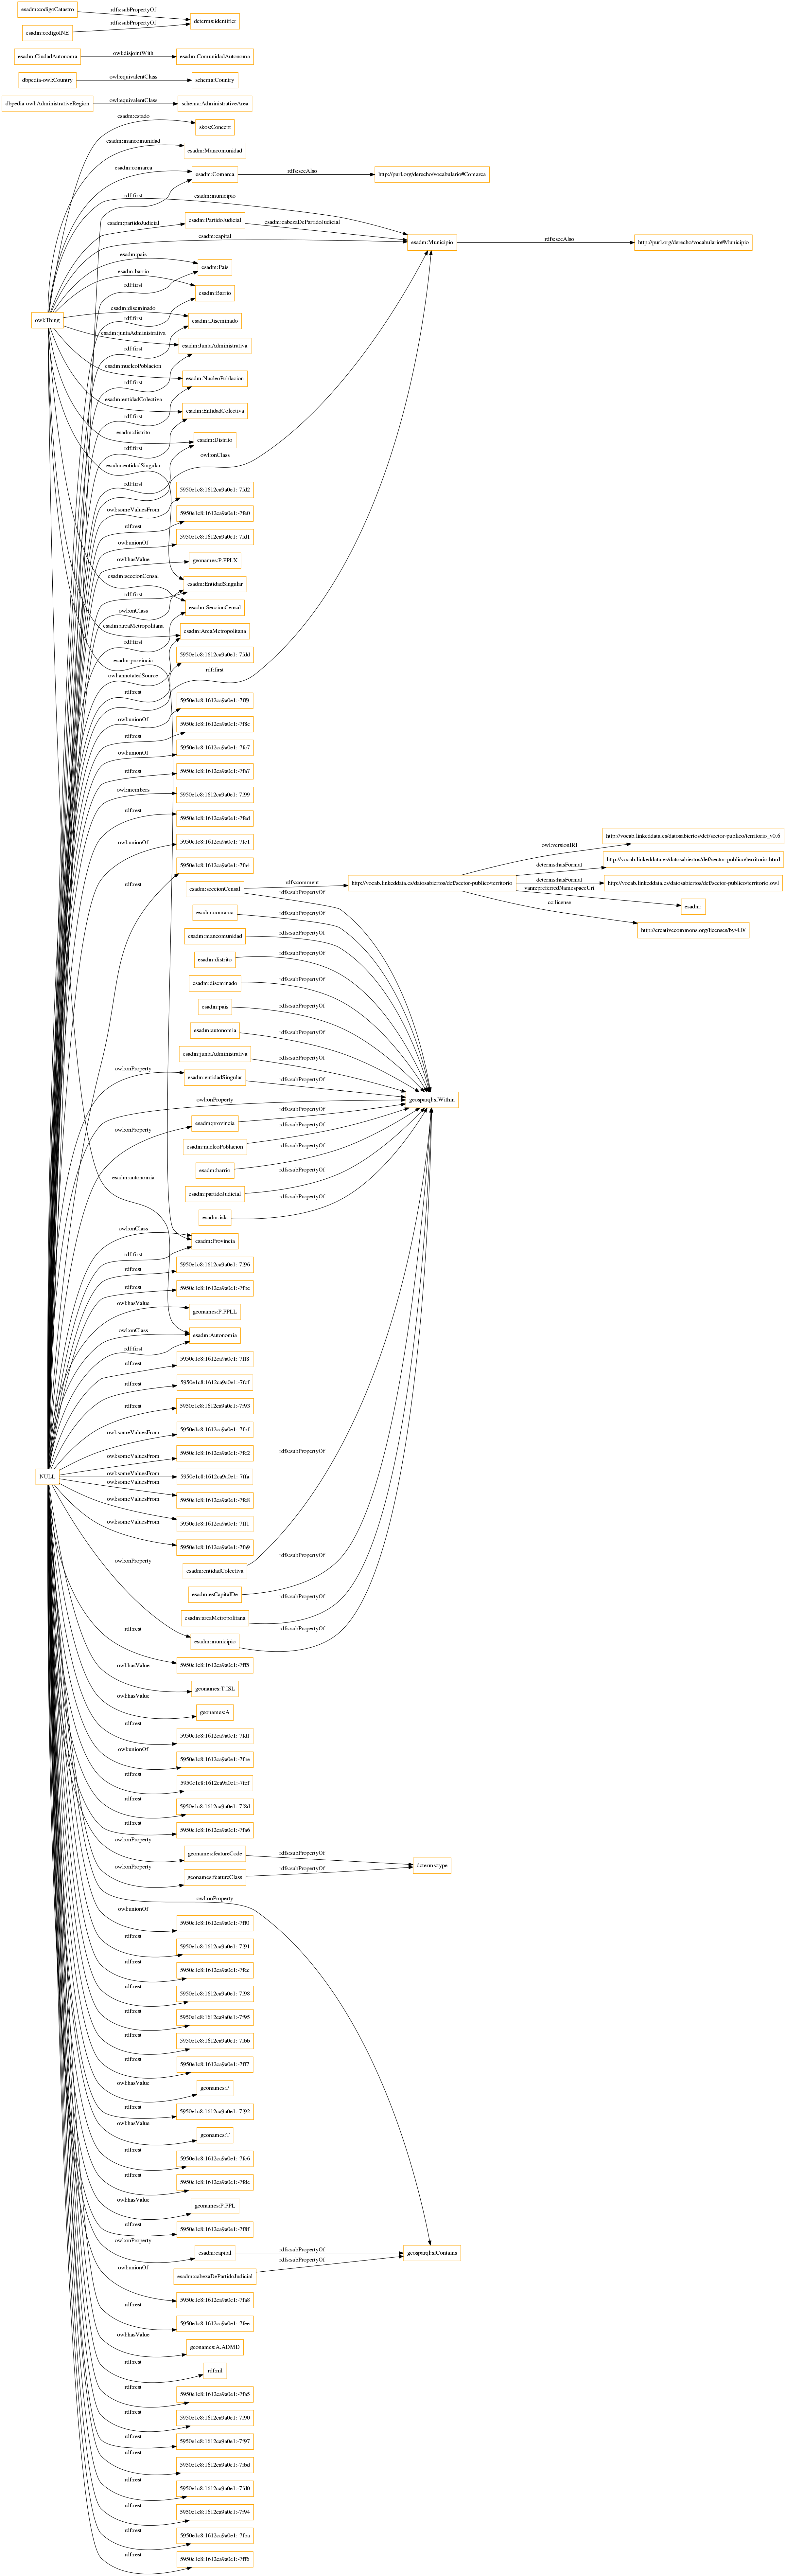 esadm:codigoCatastro
rdfs:subPropertyOf
dcterms:identifier
esadm:codigoINE
rdfs:subPropertyOf
esadm:CiudadAutonoma
owl:disjointWith
esadm:ComunidadAutonoma
dbpedia-owl:Country
owl:equivalentClass
schema:Country
dbpedia-owl:AdministrativeRegion
owl:equivalentClass
schema:AdministrativeArea
esadm:estado
skos:Concept
esadm:mancomunidad
esadm:Mancomunidad
esadm:comarca
esadm:Comarca
rdfs:seeAlso
http://purl.org/derecho/vocabulario#Comarca
rdf:first
esadm:municipio
esadm:partidoJudicial
esadm:PartidoJudicial
esadm:cabezaDePartidoJudicial
esadm:capital
esadm:Municipio
rdfs:seeAlso
http://purl.org/derecho/vocabulario#Municipio
esadm:pais
esadm:Pais
esadm:barrio
rdf:first
esadm:Barrio
owl:Thing
esadm:diseminado
rdf:first
esadm:Diseminado
esadm:juntaAdministrativa
esadm:JuntaAdministrativa
rdf:first
esadm:nucleoPoblacion
esadm:NucleoPoblacion
esadm:entidadColectiva
esadm:EntidadColectiva
rdf:first
esadm:distrito
esadm:Distrito
rdf:first
owl:onClass
esadm:entidadSingular
rdf:first
5950e1c8:1612ca9a0e1:-7fd2
owl:someValuesFrom
5950e1c8:1612ca9a0e1:-7fe0
rdf:rest
5950e1c8:1612ca9a0e1:-7fd1
owl:unionOf
owl:hasValue
geonames:P.PPLX
esadm:seccionCensal
esadm:EntidadSingular
rdf:first
owl:onClass
esadm:SeccionCensal
esadm:areaMetropolitana
esadm:AreaMetropolitana
rdf:first
esadm:provincia
5950e1c8:1612ca9a0e1:-7fdd
owl:annotatedSource
rdf:first
rdf:rest
5950e1c8:1612ca9a0e1:-7ff9
owl:unionOf
5950e1c8:1612ca9a0e1:-7f8e
rdf:rest
5950e1c8:1612ca9a0e1:-7fc7
owl:unionOf
rdf:rest
5950e1c8:1612ca9a0e1:-7fa7
owl:members
5950e1c8:1612ca9a0e1:-7f99
rdf:rest
5950e1c8:1612ca9a0e1:-7fed
owl:unionOf
5950e1c8:1612ca9a0e1:-7fe1
rdf:rest
5950e1c8:1612ca9a0e1:-7fa4
http://vocab.linkeddata.es/datosabiertos/def/sector-publico/territorio_v0.6
owl:versionIRI
http://vocab.linkeddata.es/datosabiertos/def/sector-publico/territorio.html
dcterms:hasFormat
esadm:seccionCensal
rdfs:comment
http://vocab.linkeddata.es/datosabiertos/def/sector-publico/territorio
dcterms:hasFormat
http://vocab.linkeddata.es/datosabiertos/def/sector-publico/territorio.owl
rdfs:subPropertyOf
vann:preferredNamespaceUri
esadm:
cc:license
http://creativecommons.org/licenses/by/4.0/
esadm:comarca
rdfs:subPropertyOf
esadm:mancomunidad
rdfs:subPropertyOf
esadm:distrito
rdfs:subPropertyOf
esadm:diseminado
rdfs:subPropertyOf
esadm:pais
rdfs:subPropertyOf
esadm:autonomia
rdfs:subPropertyOf
esadm:juntaAdministrativa
rdfs:subPropertyOf
owl:onProperty
esadm:entidadSingular
rdfs:subPropertyOf
owl:onProperty
geosparql:sfWithin
owl:onProperty
esadm:provincia
rdfs:subPropertyOf
esadm:nucleoPoblacion
rdfs:subPropertyOf
esadm:barrio
rdfs:subPropertyOf
esadm:autonomia
esadm:partidoJudicial
rdfs:subPropertyOf
esadm:isla
rdfs:subPropertyOf
owl:onClass
esadm:Provincia
rdf:first
rdf:rest
5950e1c8:1612ca9a0e1:-7f96
rdf:rest
5950e1c8:1612ca9a0e1:-7fbc
owl:hasValue
geonames:P.PPLL
owl:onClass
esadm:Autonomia
rdf:first
rdf:rest
5950e1c8:1612ca9a0e1:-7ff8
rdf:rest
5950e1c8:1612ca9a0e1:-7fcf
rdf:rest
5950e1c8:1612ca9a0e1:-7f93
owl:someValuesFrom
5950e1c8:1612ca9a0e1:-7fbf
owl:someValuesFrom
5950e1c8:1612ca9a0e1:-7fe2
rdfs:subPropertyOf
NULL
owl:someValuesFrom
5950e1c8:1612ca9a0e1:-7ffa
owl:someValuesFrom
5950e1c8:1612ca9a0e1:-7fc8
owl:someValuesFrom
5950e1c8:1612ca9a0e1:-7ff1
owl:someValuesFrom
5950e1c8:1612ca9a0e1:-7fa9
rdfs:subPropertyOf
owl:onProperty
esadm:entidadColectiva
esadm:esCapitalDe
rdfs:subPropertyOf
esadm:areaMetropolitana
rdfs:subPropertyOf
esadm:municipio
rdf:rest
5950e1c8:1612ca9a0e1:-7ff5
owl:hasValue
geonames:T.ISL
owl:hasValue
geonames:A
rdf:rest
5950e1c8:1612ca9a0e1:-7fdf
owl:unionOf
5950e1c8:1612ca9a0e1:-7fbe
rdf:rest
5950e1c8:1612ca9a0e1:-7fef
rdf:rest
5950e1c8:1612ca9a0e1:-7f8d
rdf:rest
5950e1c8:1612ca9a0e1:-7fa6
owl:onProperty
geonames:featureCode
rdfs:subPropertyOf
dcterms:type
owl:onProperty
geonames:featureClass
rdfs:subPropertyOf
owl:onProperty
owl:unionOf
5950e1c8:1612ca9a0e1:-7ff0
rdf:rest
5950e1c8:1612ca9a0e1:-7f91
rdf:rest
5950e1c8:1612ca9a0e1:-7fec
rdf:rest
5950e1c8:1612ca9a0e1:-7f98
rdf:rest
5950e1c8:1612ca9a0e1:-7f95
rdf:rest
5950e1c8:1612ca9a0e1:-7fbb
rdf:rest
5950e1c8:1612ca9a0e1:-7ff7
owl:hasValue
geonames:P
rdf:rest
5950e1c8:1612ca9a0e1:-7f92
owl:hasValue
geonames:T
rdf:rest
5950e1c8:1612ca9a0e1:-7fc6
rdf:rest
5950e1c8:1612ca9a0e1:-7fde
owl:hasValue
geonames:P.PPL
rdf:rest
5950e1c8:1612ca9a0e1:-7f8f
owl:onProperty
esadm:capital
rdfs:subPropertyOf
geosparql:sfContains
esadm:cabezaDePartidoJudicial
rdfs:subPropertyOf
owl:unionOf
5950e1c8:1612ca9a0e1:-7fa8
rdf:rest
5950e1c8:1612ca9a0e1:-7fee
owl:hasValue
geonames:A.ADMD
rdf:rest
rdf:nil
rdf:rest
5950e1c8:1612ca9a0e1:-7fa5
rdf:rest
5950e1c8:1612ca9a0e1:-7f90
rdf:rest
5950e1c8:1612ca9a0e1:-7f97
rdf:rest
5950e1c8:1612ca9a0e1:-7fbd
rdf:rest
5950e1c8:1612ca9a0e1:-7fd0
rdf:rest
5950e1c8:1612ca9a0e1:-7f94
rdf:rest
5950e1c8:1612ca9a0e1:-7fba
rdf:rest
5950e1c8:1612ca9a0e1:-7ff6